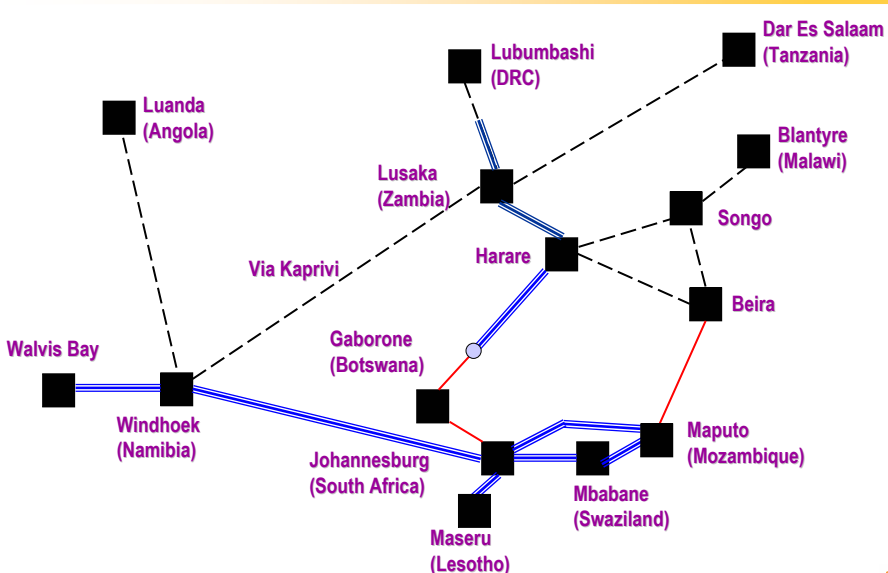 Dar Es Salaam
(Tanzania)
Lubumbashi
(DRC)
Luanda
(Angola)
Blantyre
(Malawi)
Lusaka
(Zambia)
Songo
Harare
Via Kaprivi
Beira
Gaborone
(Botswana)
Walvis Bay
Windhoek
(Namibia)
Maputo
(Mozambique)
Johannesburg
(South Africa)
Mbabane
(Swaziland)
Maseru
(Lesotho)